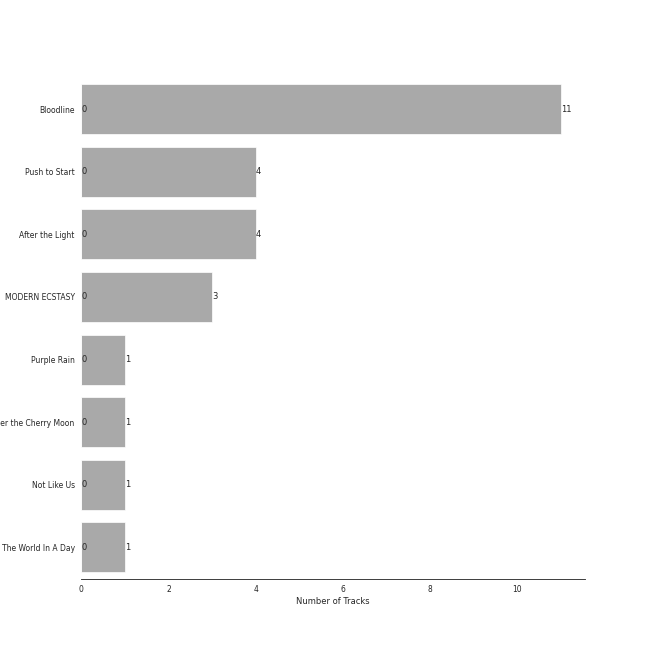 Bloodline 0 11
Push to Start 0 4
After the Light 0 4
MODERN ECSTASY 0 3
Purple Rain 0 1
er the Cherry Moon 0 1
Not Like Us 0 1
The World In A Day 0 1
0 2 4 6 8 10
Number of Tracks